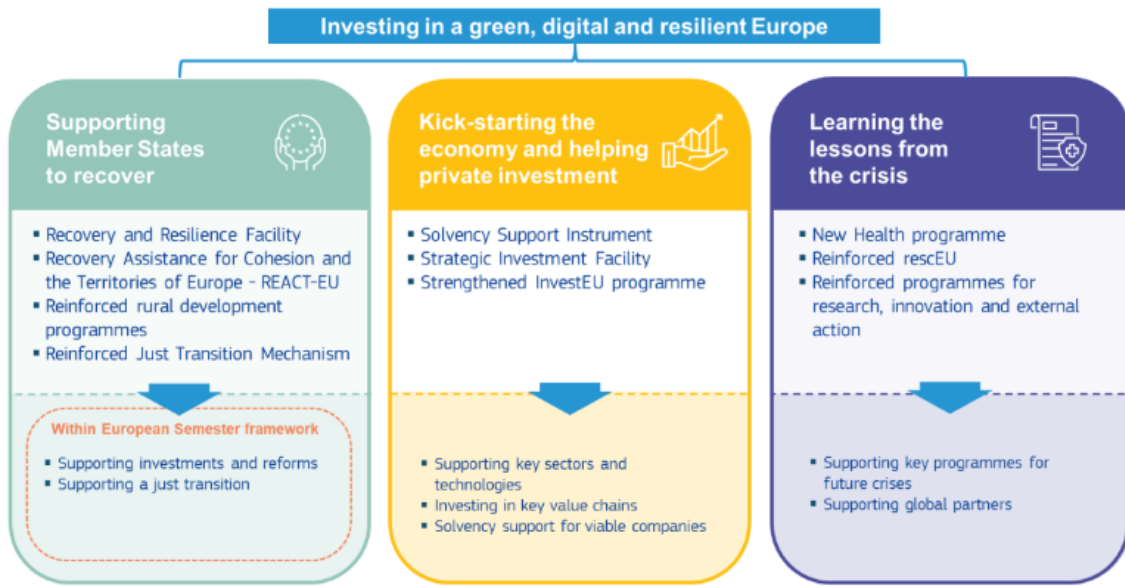 Investing in a green, digital and resilient Europe
Supporting
Member States
to recover
▪ Recovery and Resilience Facility
▪ Recovery Assistance for Cohesion and
the Territories of Europe - REACT-EU
▪ Reinforced rural development
programmes
▪ Reinforced Just Transition Mechanism
Within European Semester framework
▪ Supporting investments and reforms
▪ Supporting a just transition
Kick-starting the
economy and helping
private investment
▪ Solvency Support Instrument
▪ Strategic Investment Facility
▪ Strengthened InvestEU programme
▪ Supporting key sectors and
technologies
▪ Investing in key value chains
▪ Solvency support for viable companies
Learning the
lessons from
the crisis
▪ New Health programme
▪ Reinforced rescEU
▪ Reinforced programmes for
research, innovation and external
action
▪ Supporting key programmes for
future crises
▪ Supporting global partners